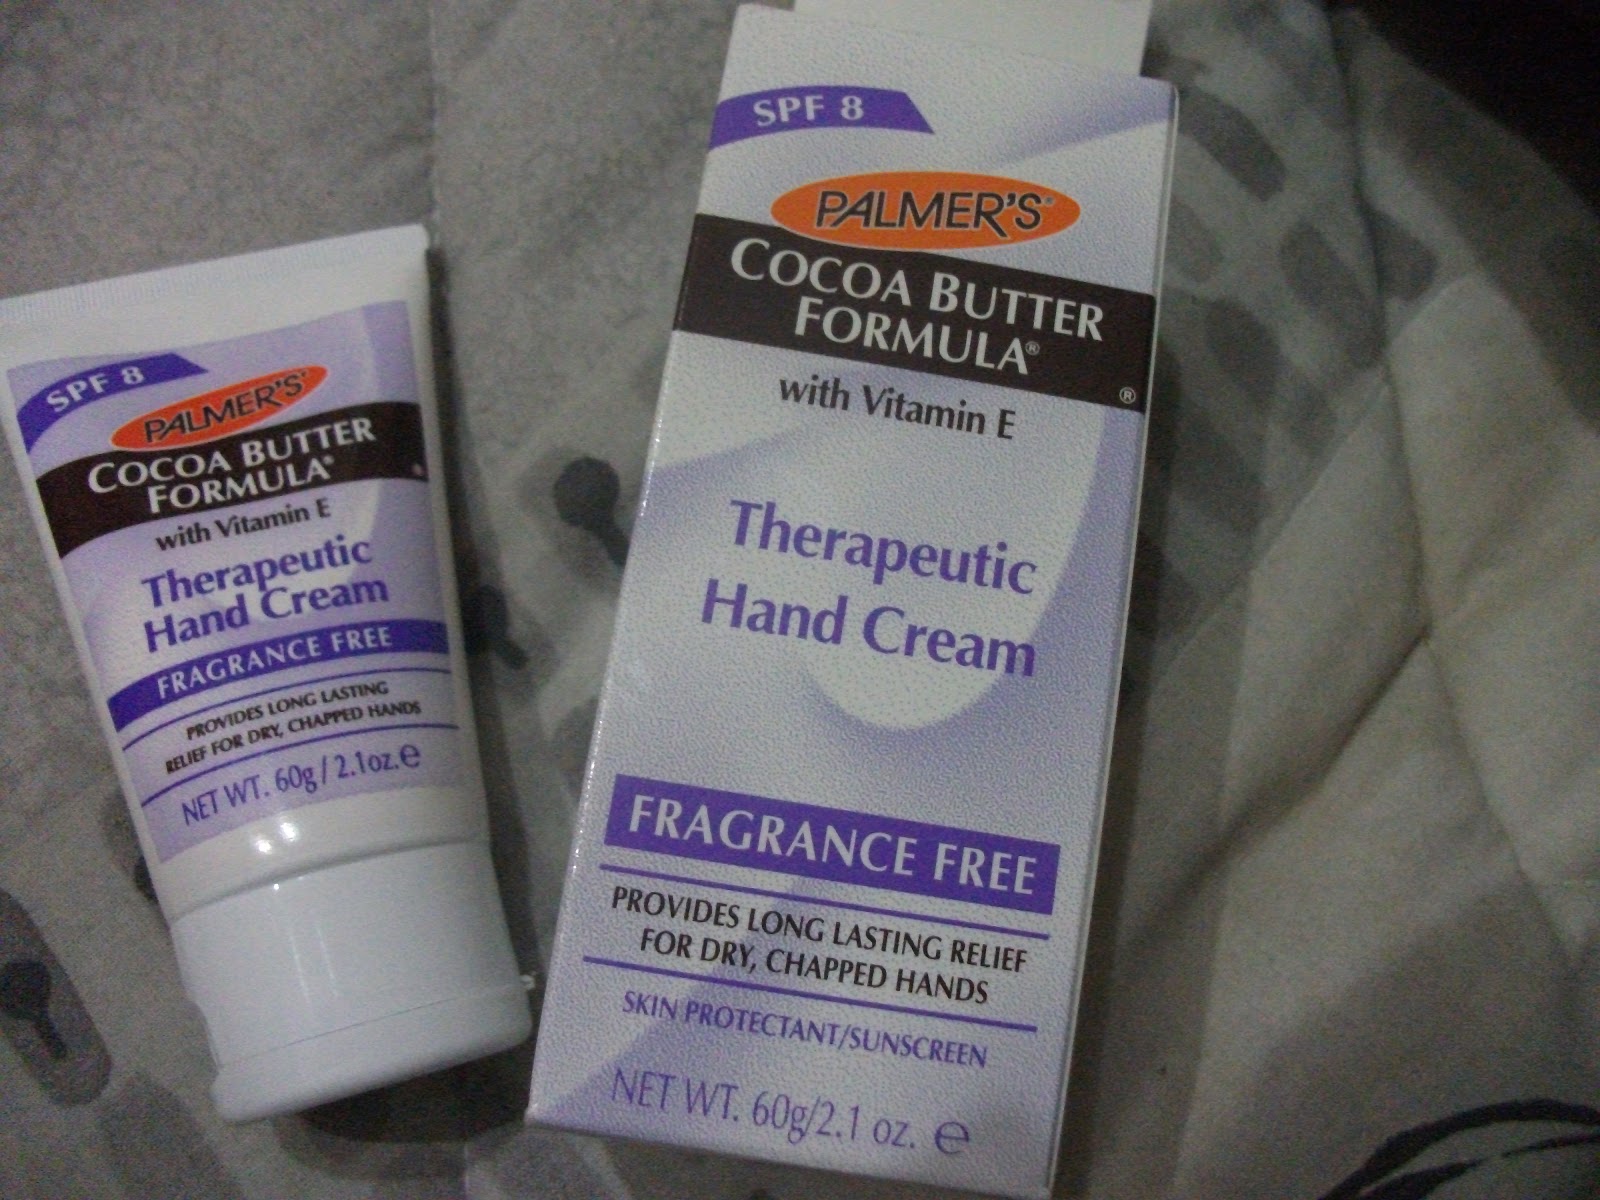 SPF 8
PALMER'S®
COCOA BUTTER
FORMULA®
with Vitamin E
Therapeutic
Hand Cream
FRAGRANCE FREE
PROVIDES LONG LASTING
RELIEF FOR DRY, CHAPPED HANDS
NET WT. 60g / 2.1oz. e
SPF 8
PALMER'S®
COCOA BUTTER
FORMULA®
®
with Vitamin E
Therapeutic
Hand Cream
FRAGRANCE FREE
PROVIDES LONG LASTING RELIEF
FOR DRY, CHAPPED HANDS
SKIN PROTECTANT/SUNSCREEN
NET WT. 60g/2.1 oz. e